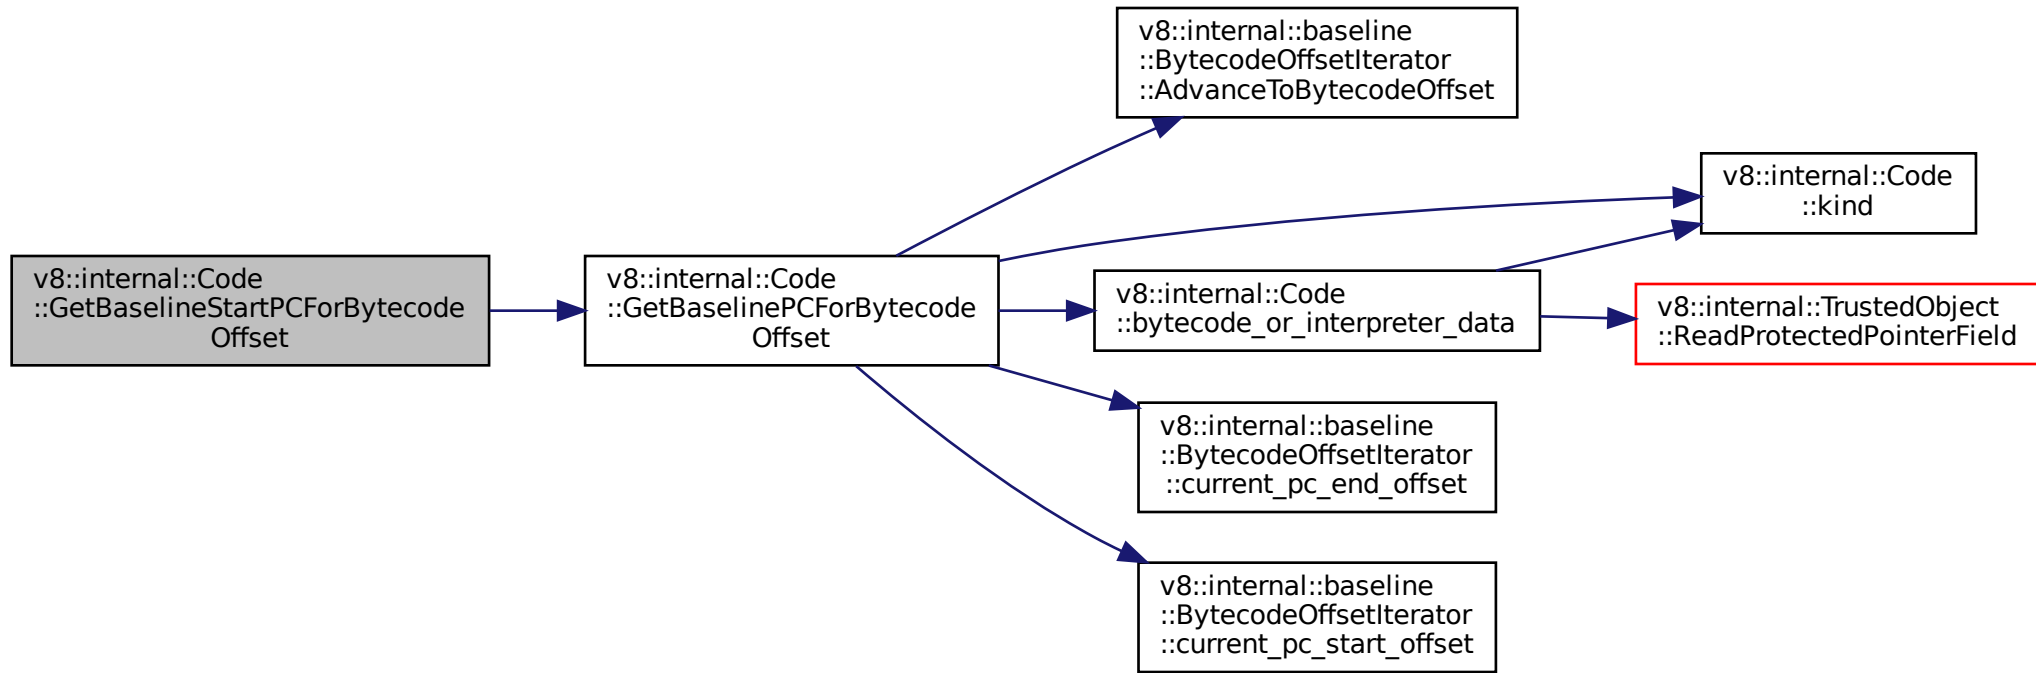 v8::internal::Code
::GetBaselineStartPCForBytecode
Offset
v8::internal::Code
::GetBaselinePCForBytecode
Offset
v8::internal::baseline
::BytecodeOffsetIterator
::AdvanceToBytecodeOffset
v8::internal::Code
::kind
v8::internal::Code
::bytecode_or_interpreter_data
v8::internal::TrustedObject
::ReadProtectedPointerField
v8::internal::baseline
::BytecodeOffsetIterator
::current_pc_end_offset
v8::internal::baseline
::BytecodeOffsetIterator
::current_pc_start_offset